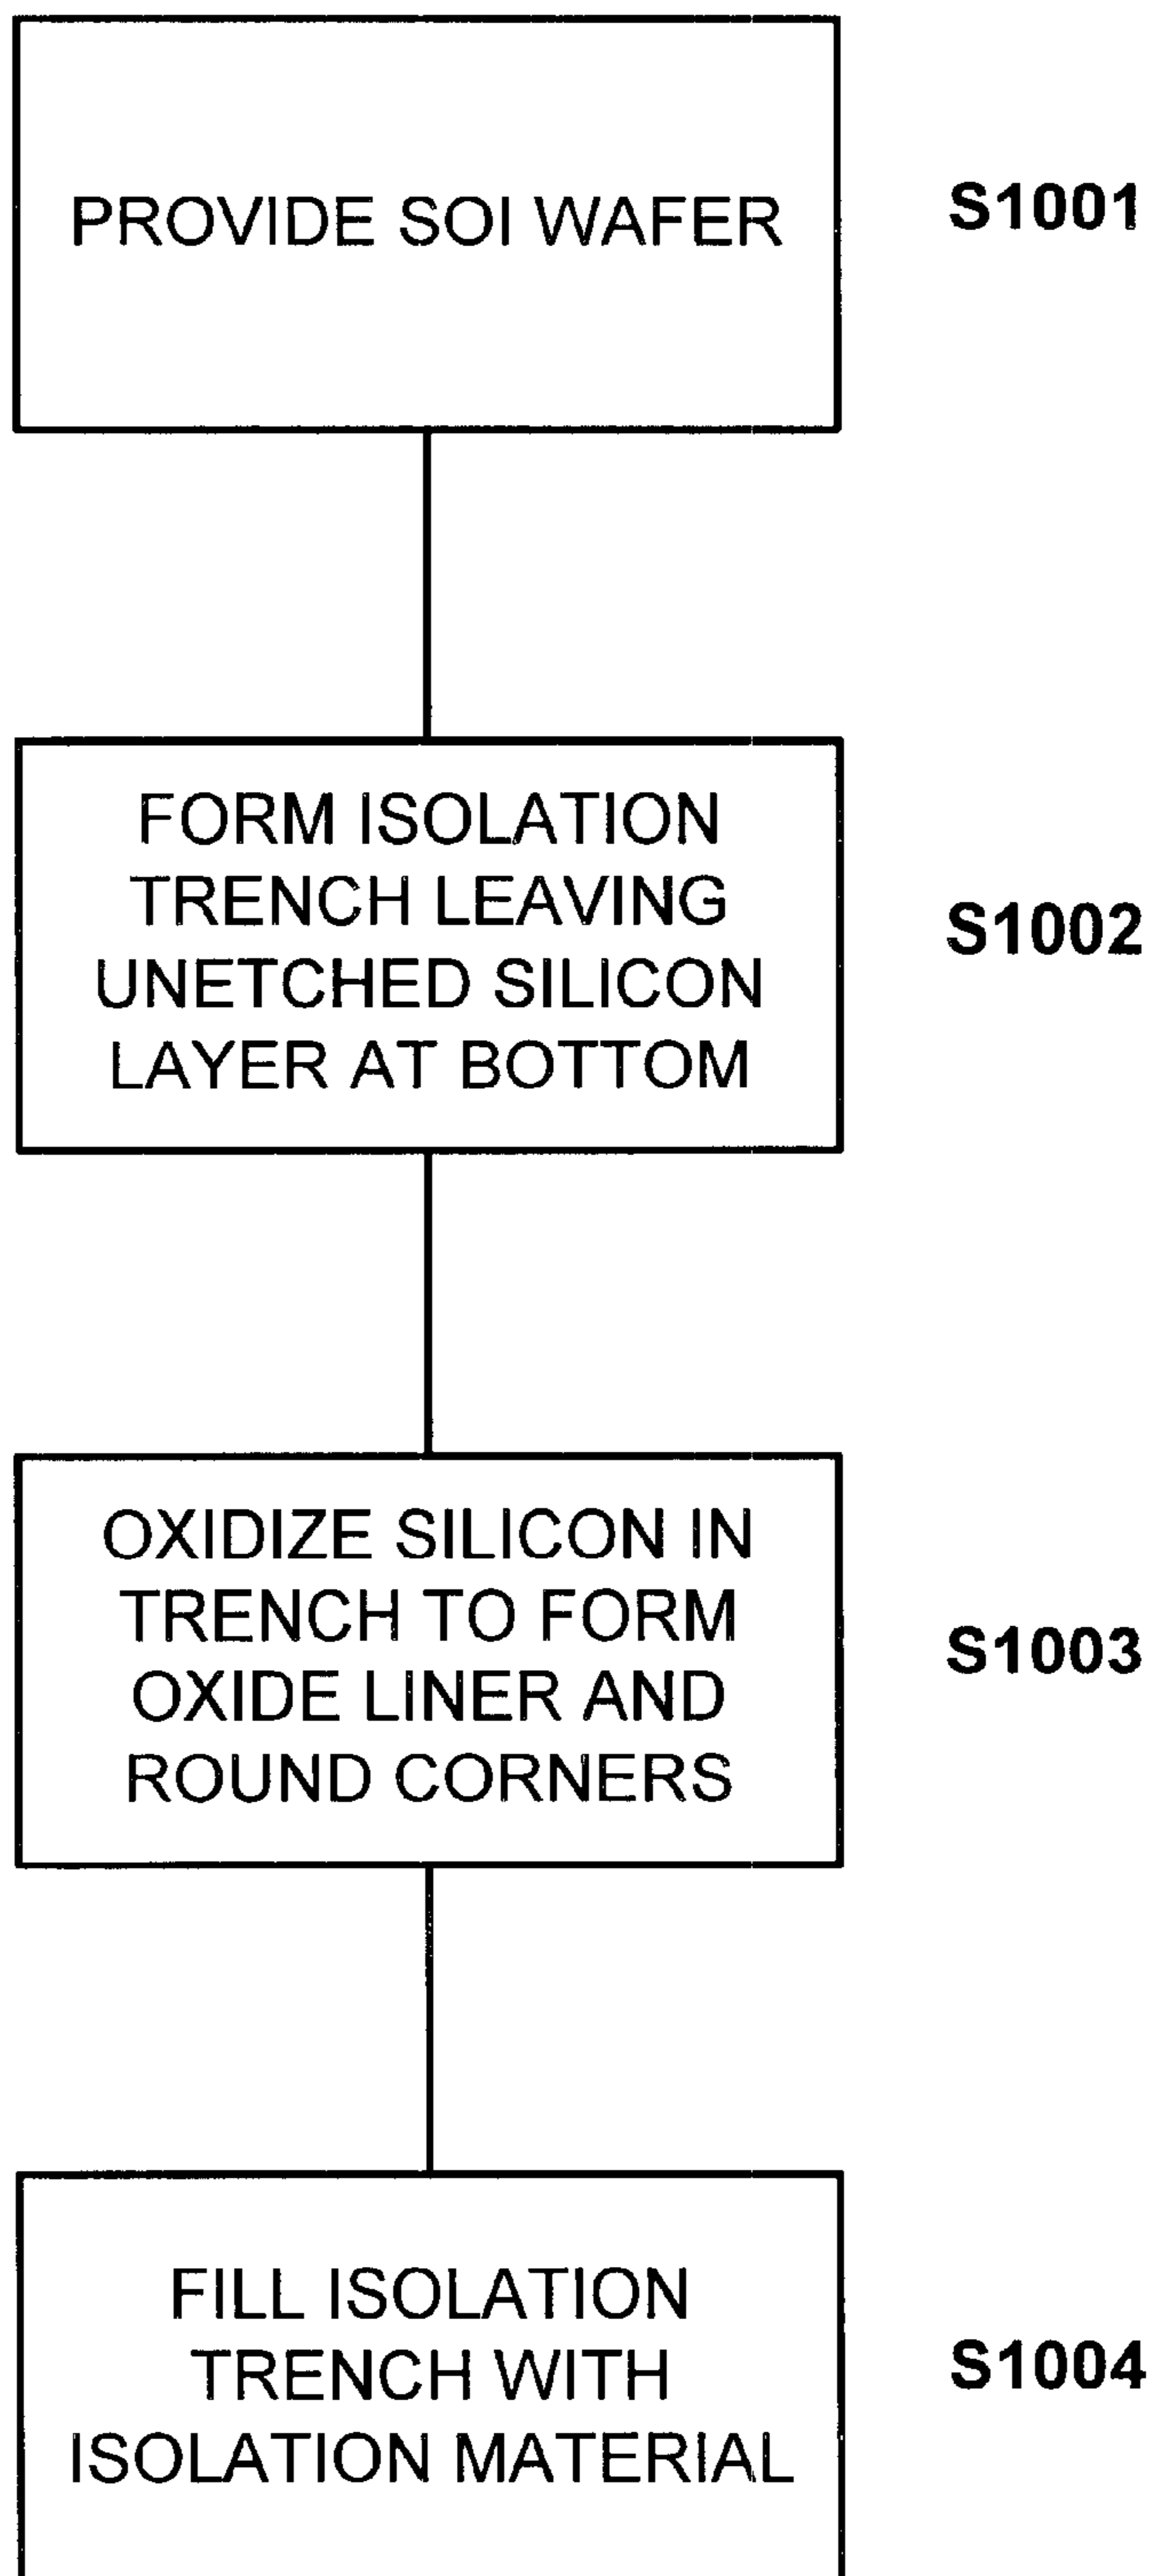 PROVIDE SOI WAFER
S1001
FORM ISOLATION
TRENCH LEAVING
UNETCHED SILICON
LAYER AT BOTTOM
S1002
OXIDIZE SILICON IN
TRENCH TO FORM
OXIDE LINER AND
ROUND CORNERS
S1003
FILL ISOLATION
TRENCH WITH
ISOLATION MATERIAL
S1004